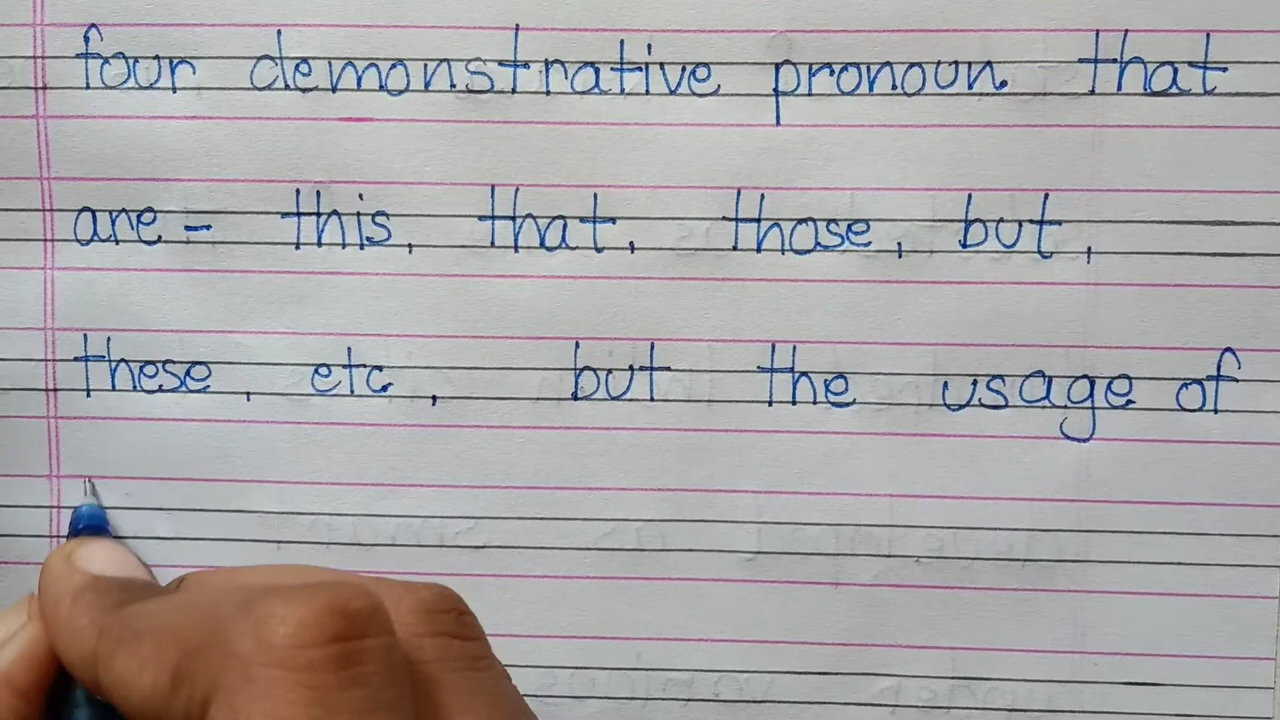 four demonstrative pronoun that
are - this, that, those, but,
these, etc, but the usage of